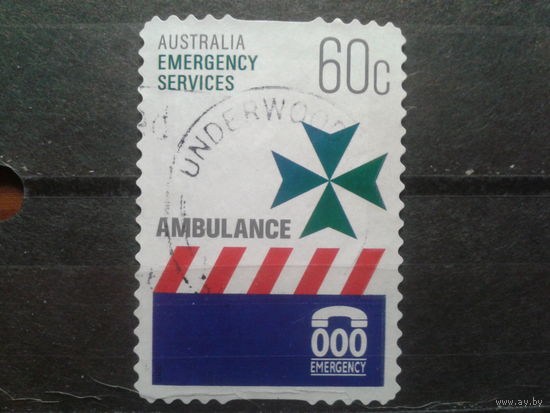 AUSTRALIA
EMERGENCY
SERVICES
60c
UNDERWOOD
AMBULANCE
000
EMERGENCY
www.ay.by